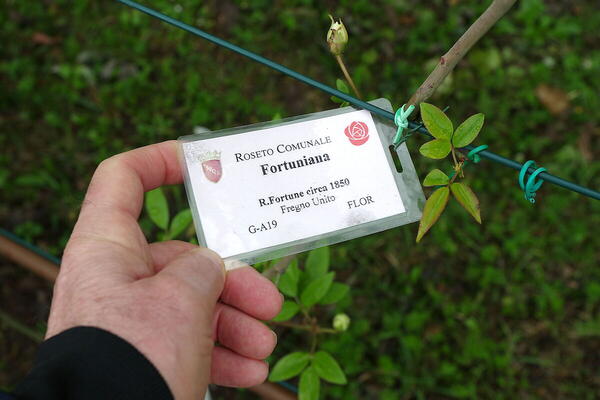 ROSETO COMUNALE
Fortuniana
R.Fortune circa 1850
Fregno Unito
G-A19 FLOR